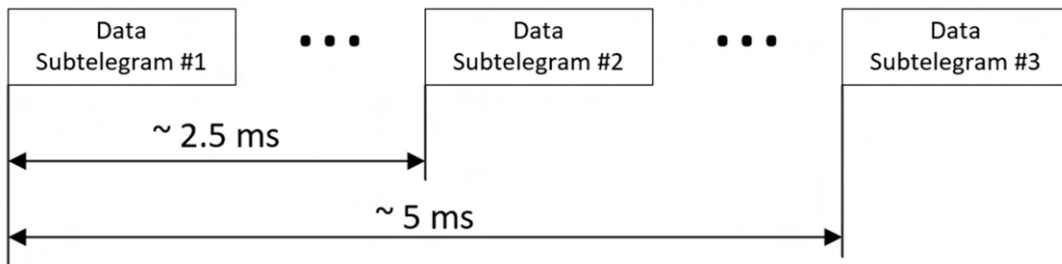 Data
Subtelegram #1
...
Data
Subtelegram #2
...
Data
Subtelegram #3
~ 2.5 ms
~ 5 ms